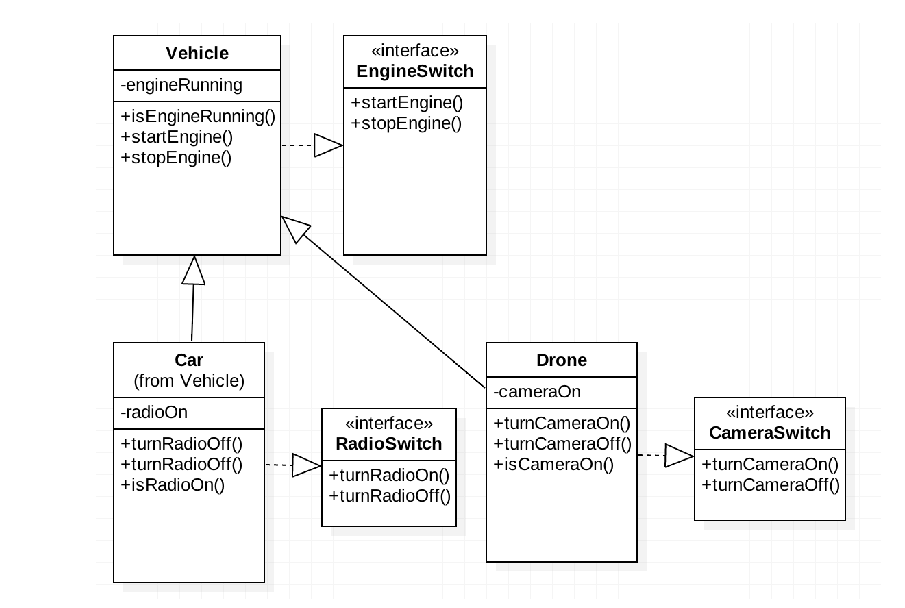 Vehicle
-engineRunning
+isEngineRunning()
+startEngine()
+stopEngine()
«interface»
EngineSwitch
+startEngine()
+stopEngine()
Car
(from Vehicle)
-radioOn
+turnRadioOff()
+turnRadioOff()
+isRadioOn()
«interface»
RadioSwitch
+turnRadioOn()
+turnRadioOff()
Drone
-cameraOn
+turnCameraOn()
+turnCameraOff()
+isCameraOn()
«interface»
CameraSwitch
+turnCameraOn()
+turnCameraOff()